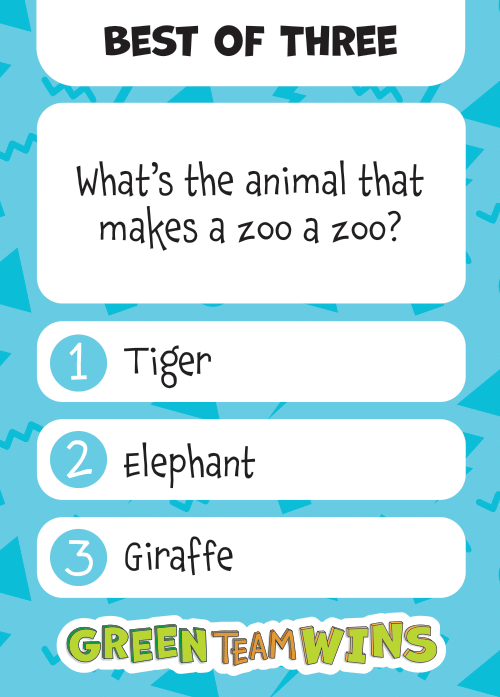 BEST OF THREE
What's the animal that
makes a zoo a zoo?
1 Tiger
2 Elephant
3 Giraffe
GREEN TEAM WINS